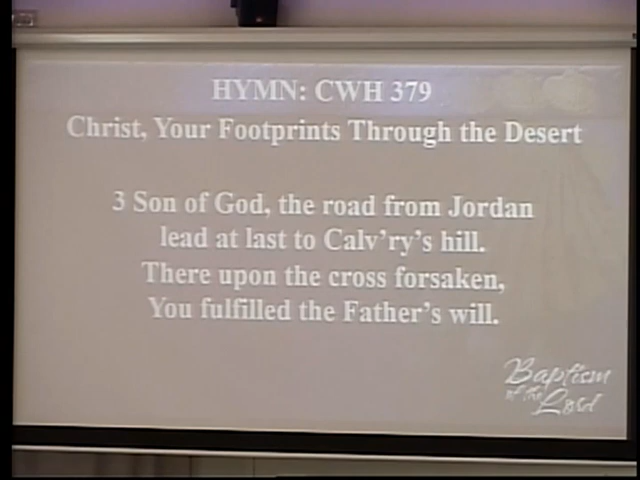 HYMN: CWH 379
Christ, Your Footprints Through the Desert
3 Son of God, the road from Jordan
lead at last to Calv'ry's hill.
There upon the cross forsaken,
You fulfilled the Father's will.
Baptism
of the
Lord